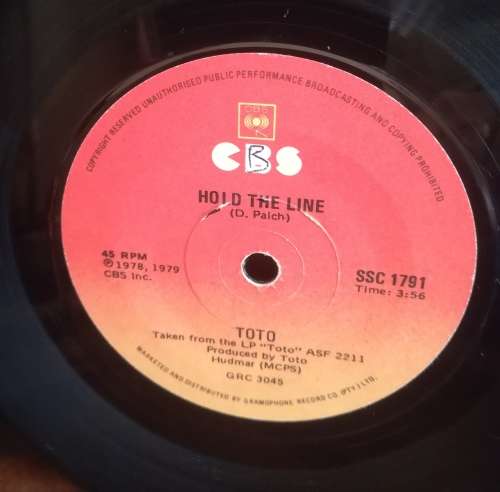 COPYRIGHT RESERVED UNAUTHORISED PUBLIC PERFORMANCE BROADCASTING AND COPYING PROHIBITED
CBS
CBS
B
HOLD THE LINE
(D. Palch)
45 RPM
℗1978, 1979
CBS Inc.
SSC 1791
Time: 3:56
TOTO
Taken from the LP "Toto" ASF 2211
Produced by Toto
Hudmar (MCPS)
GRC 3045
MARKETED AND DISTRIBUTED BY GRAMOPHONE RECORD CO. (PTY.) LTD.